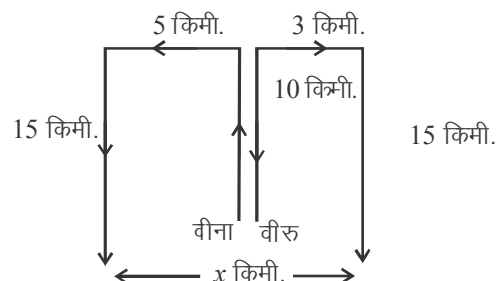 5 किमी. 3 किमी.
10 किमी.
15 किमी. 15 किमी.
वीना वीरु
x किमी.